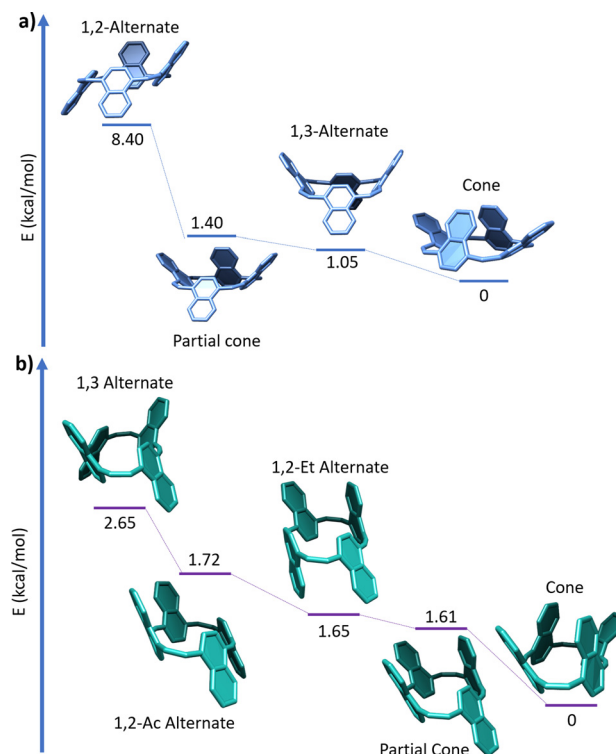 a)
1,2-Alternate
8.40
1,3-Alternate
Cone
1.40
1.05
0
Partial cone
E (kcal/mol)
b)
1,3 Alternate
2.65
1,2-Et Alternate
1.72
1.65
1.61
Cone
0
1,2-Ac Alternate
Partial Cone
E (kcal/mol)